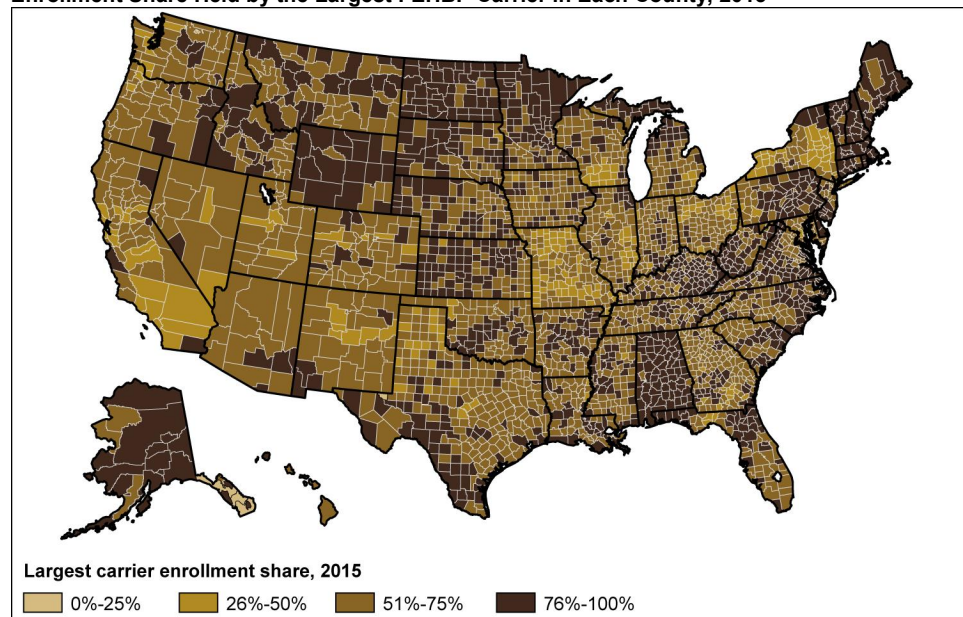 Enrollment Share Held by the Largest FEHBP Carrier in Each County, 2015
Largest carrier enrollment share, 2015
0%-25%
26%-50%
51%-75%
76%-100%